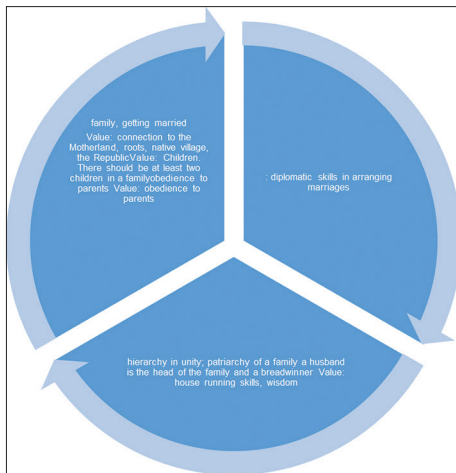 family, getting married
Value: connection to the
Motherland, roots, native village,
the RepublicValue: Children.
There should be at least two
children in a familyobedience to
parents Value: obedience to
parents
: diplomatic skills in arranging
marriages
hierarchy in unity; patriarchy of a family a husband
is the head of the family and a breadwinner Value:
house running skills, wisdom